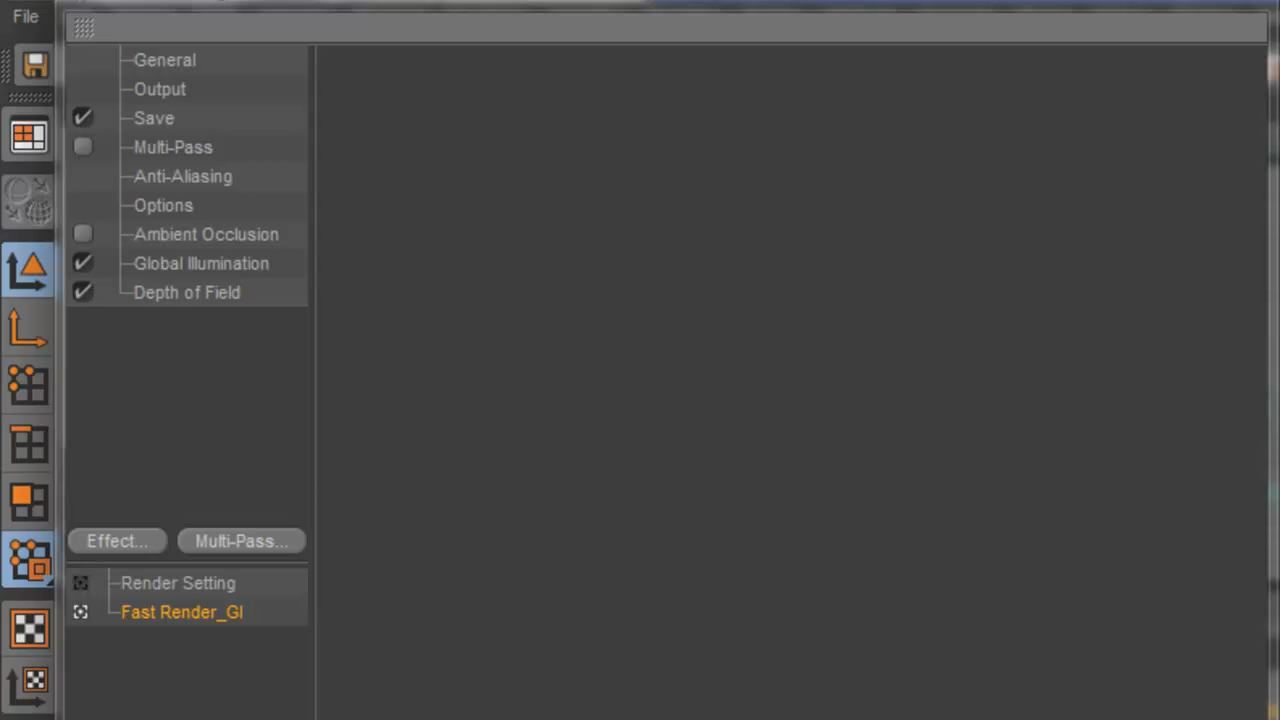 File
General
Output
Save
Multi-Pass
Anti-Aliasing
Options
Ambient Occlusion
Global Illumination
Depth of Field
Effect... Multi-Pass...
Render Setting
Fast Render_GI